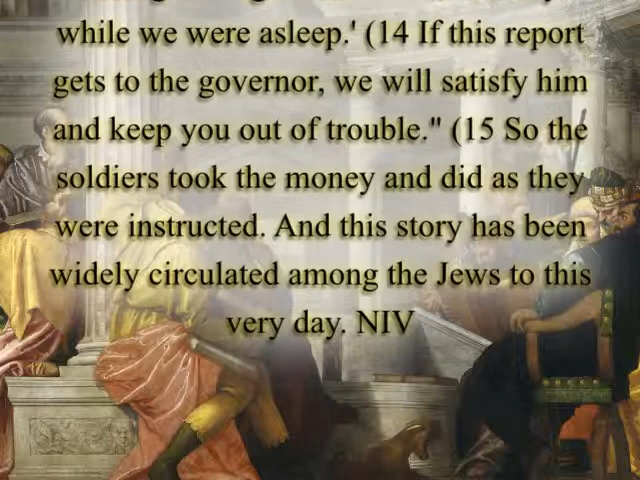 while we were asleep.' (14 If this report
gets to the governor, we will satisfy him
and keep you out of trouble." (15 So the
soldiers took the money and did as they
were instructed. And this story has been
widely circulated among the Jews to this
very day. NIV